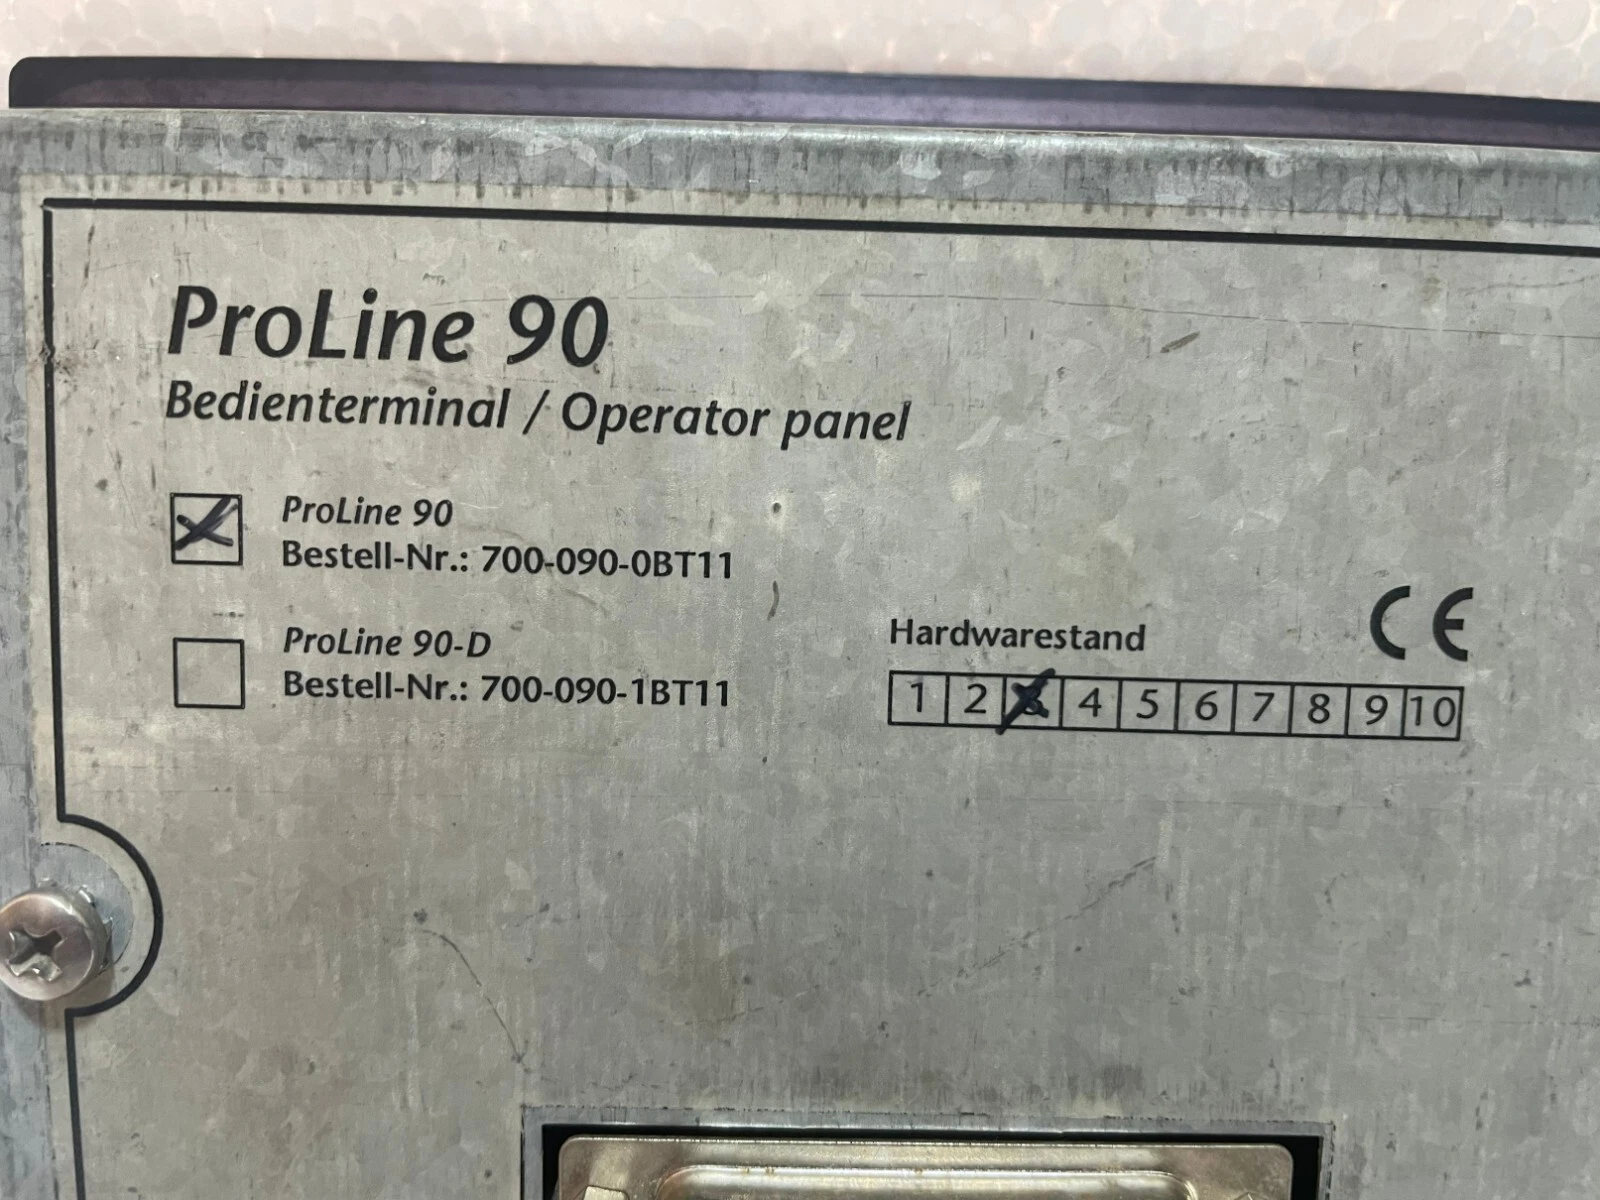 ProLine 90
Bedienterminal / Operator panel
ProLine 90
Bestell-Nr.: 700-090-0BT11
ProLine 90-D
Bestell-Nr.: 700-090-1BT11
Hardwarestand
CE
1 2 3 4 5 6 7 8 9 10